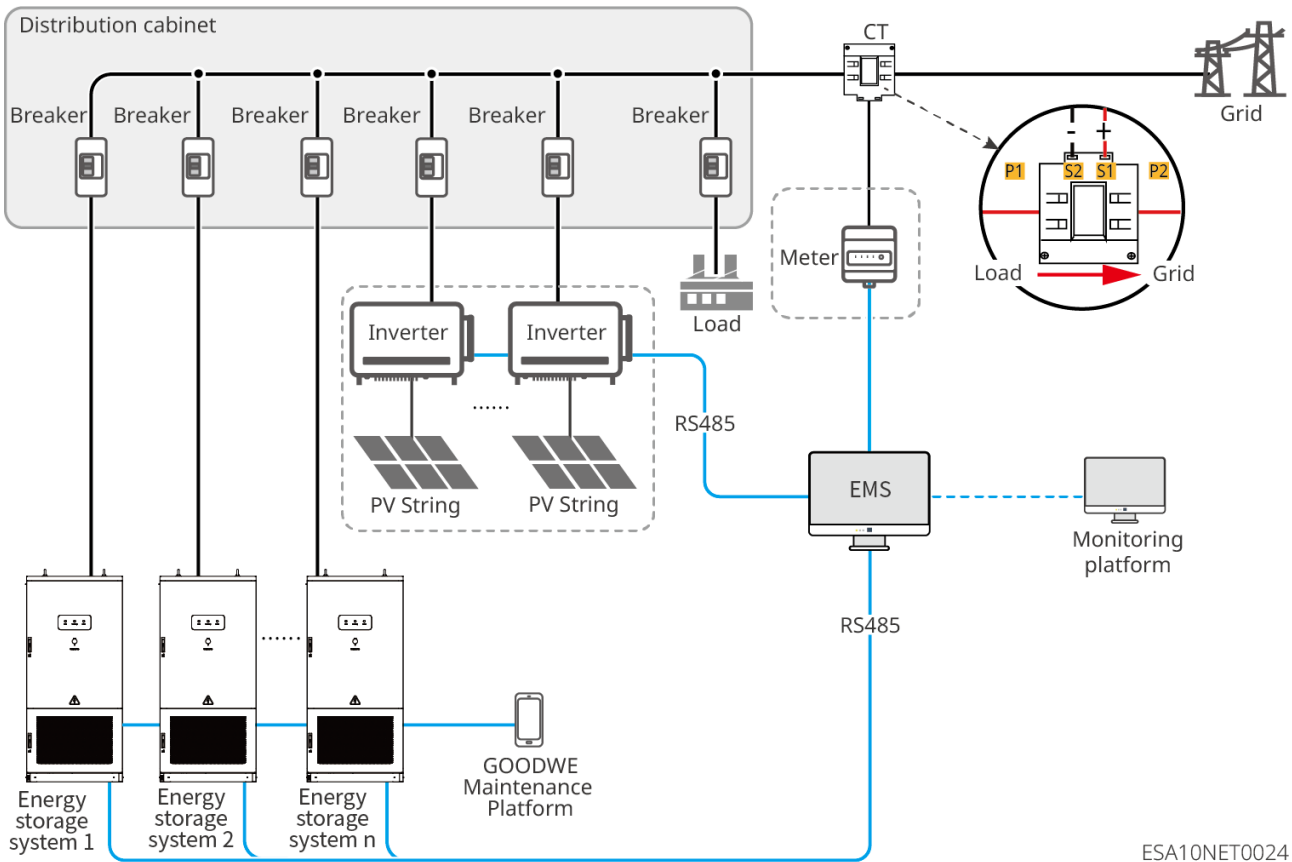 Distribution cabinet
CT
Grid
Breaker
Breaker
Breaker
Breaker
Breaker
Breaker
-
+
P1
S2
S1
P2
Load
Grid
Meter
Load
Inverter
Inverter
......
RS485
PV String
PV String
EMS
Monitoring
platform
RS485
......
GOODWE
Maintenance
Platform
Energy
storage
system 1
Energy
storage
system 2
Energy
storage
system n
ESA10NET0024